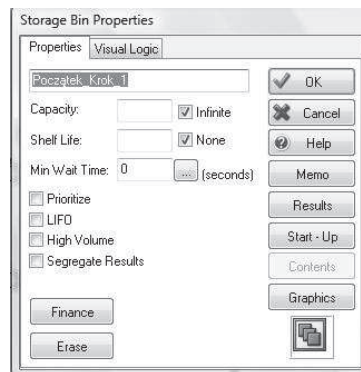 Storage Bin Properties
Properties Visual Logic
Początek_Krok_1
OK
Capacity: Infinite
Cancel
Shelf Life: None
Help
Min Wait Time: 0 ... (seconds)
Memo
Prioritize
Results
LIFO
High Volume
Start - Up
Segregate Results
Contents
Graphics
Finance
Erase